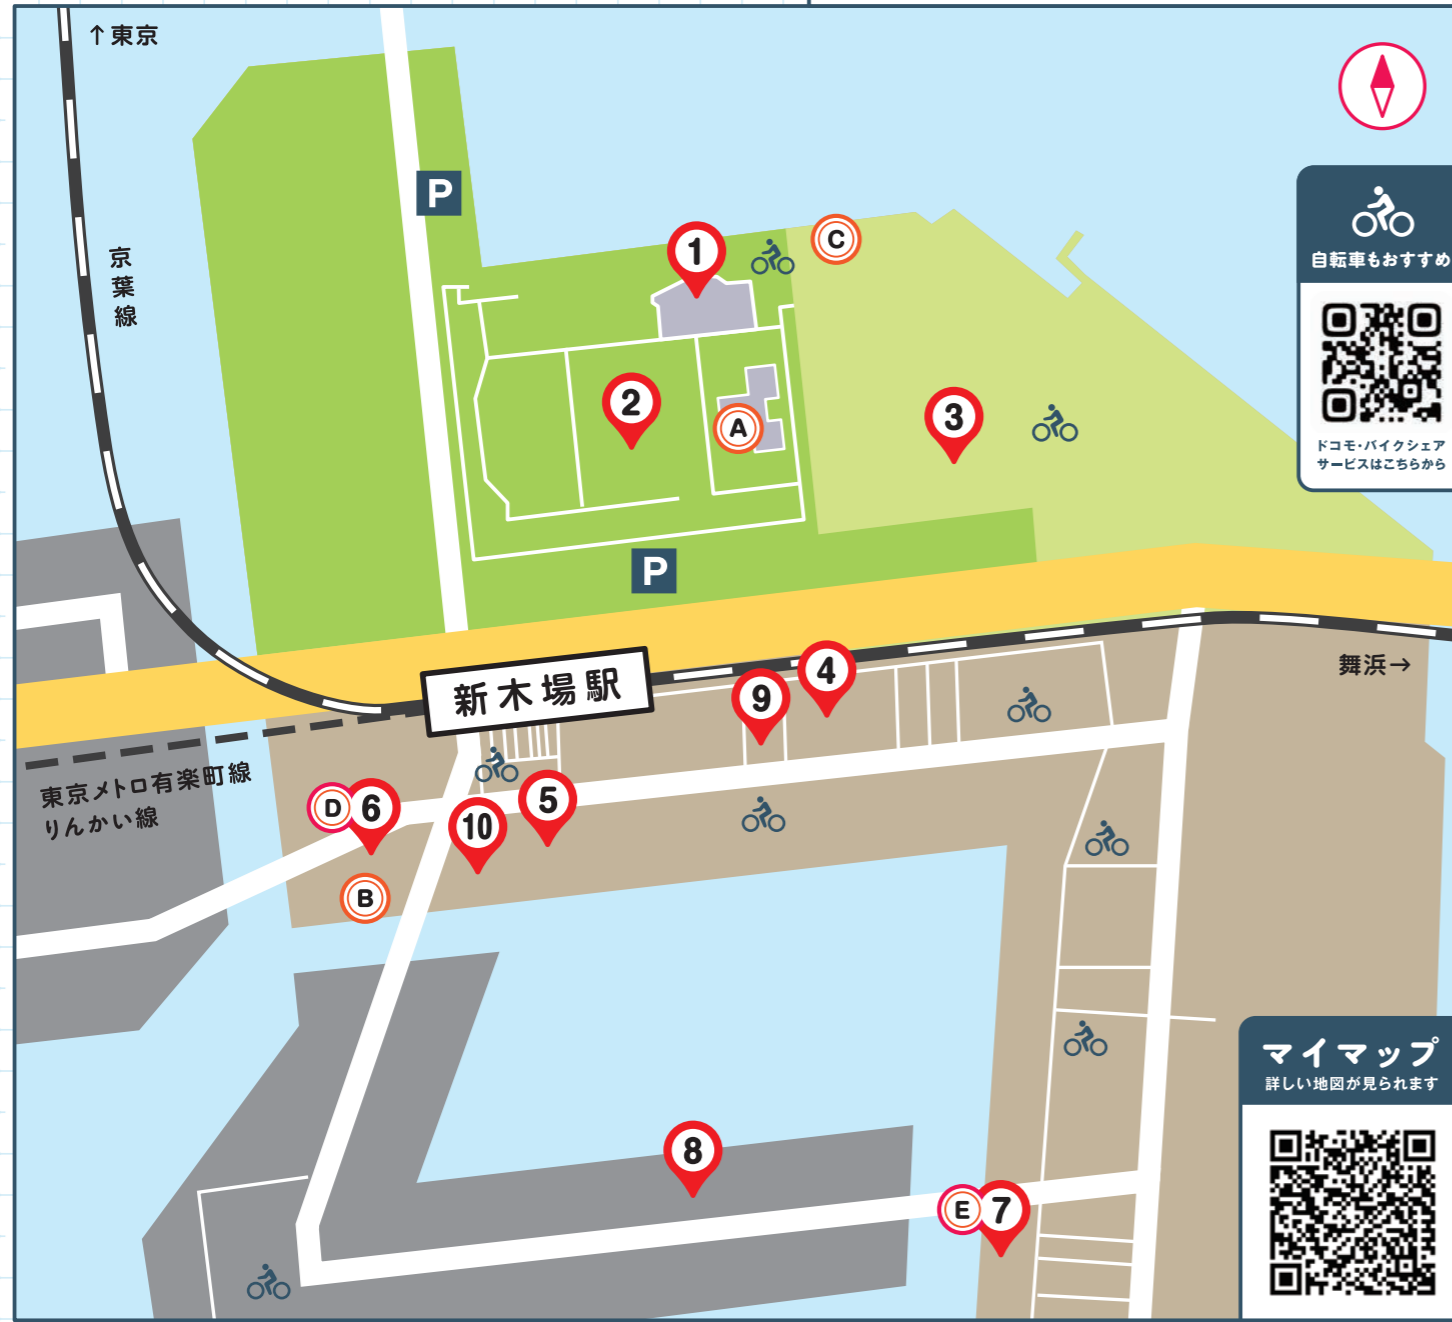 ↑東京
京葉線
P
1
C
2
A
3
自転車もおすすめ
ドコモ・バイクシェア
サービスはこちらから
P
新木場駅
4
9
舞浜→
東京メトロ有楽町線
りんかい線
D
6
10
5
B
マイマップ
詳しい地図が見られます
8
E
7